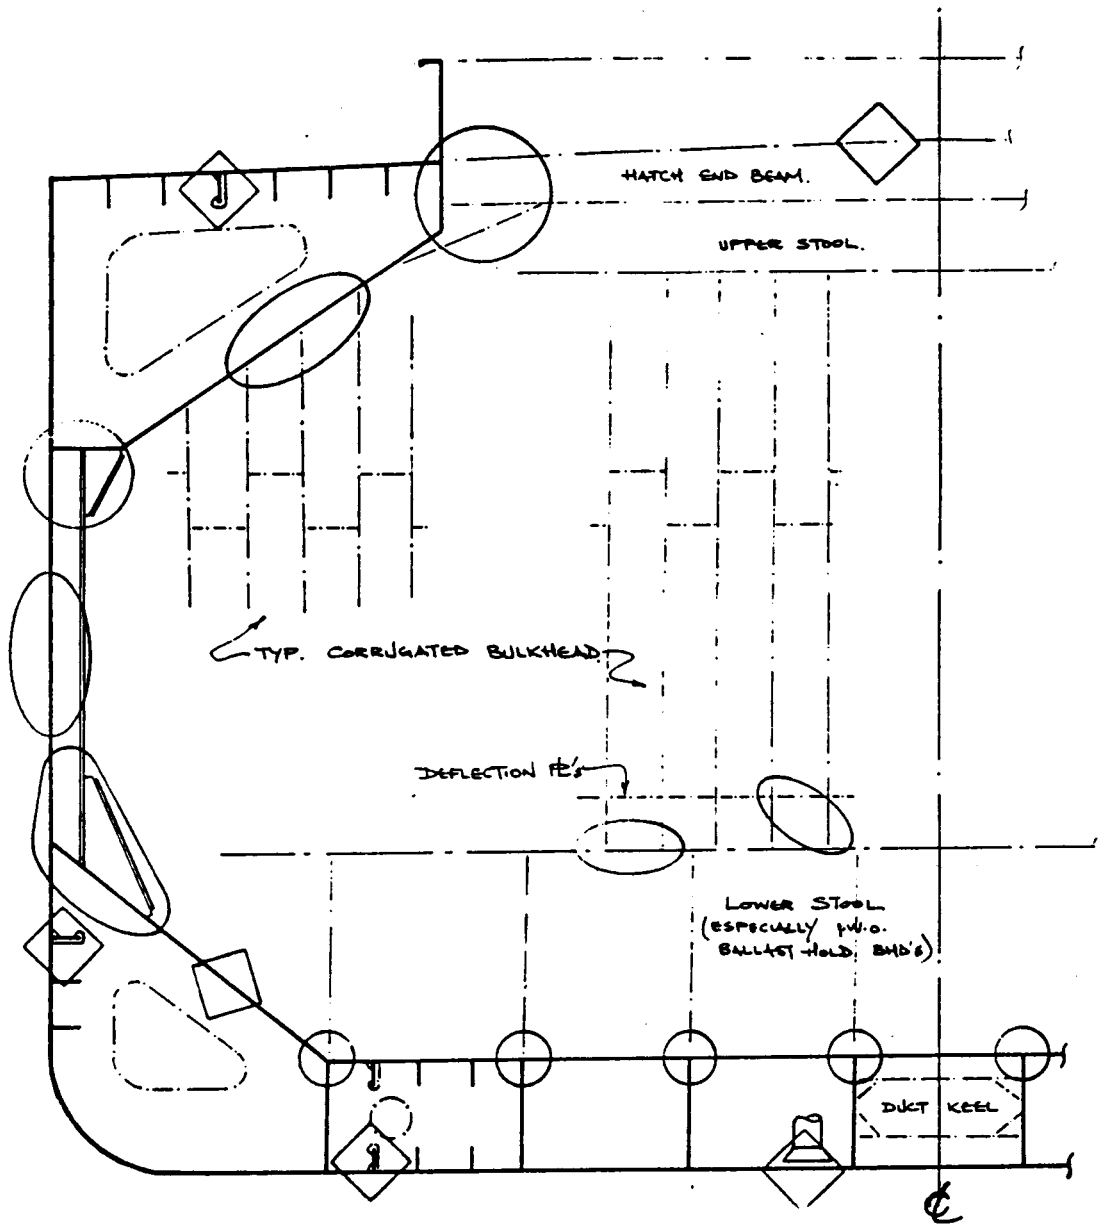 HATCH END BEAM.
UPPER STOOL.
TYP. CORRUGATED BULKHEAD
DEFLECTION PL's
LOWER STOOL
(ESPECIALLY i.w.o.
BALLAST HOLD BHD's)
DUCT KEEL
℄